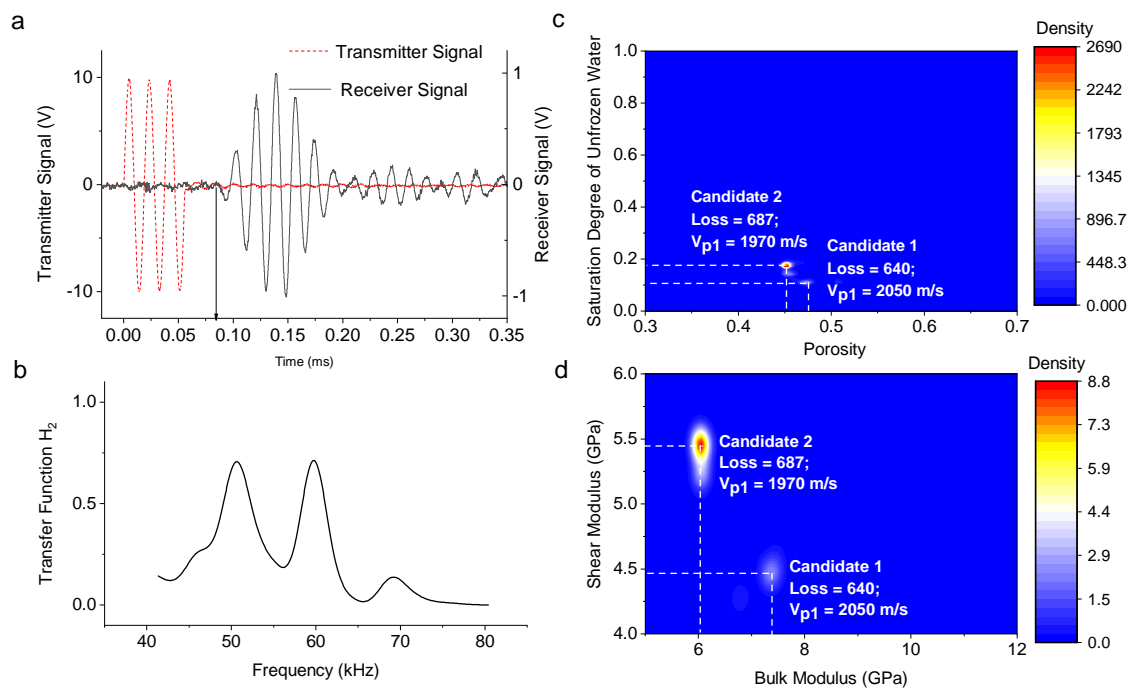 a
Transmitter Signal
Receiver Signal
10
0
-10
Transmitter Signal (V)
1
0
-1
Receiver Signal (V)
0.00 0.05 0.10 0.15 0.20 0.25 0.30 0.35
Time (ms)
b
1.0
0.5
0.0
Transfer Function H2
40 50 60 70 80
Frequency (kHz)
c
Density
1.0
0.8
0.6
0.4
0.2
0.0
Saturation Degree of Unfrozen Water
Candidate 2
Loss = 687;
Vp1 = 1970 m/s
Candidate 1
Loss = 640;
Vp1 = 2050 m/s
0.3 0.4 0.5 0.6 0.7
Porosity
2690
2242
1793
1345
896.7
448.3
0.000
d
Density
6.0
5.5
5.0
4.5
4.0
Shear Modulus (GPa)
Candidate 2
Loss = 687;
Vp1 = 1970 m/s
Candidate 1
Loss = 640;
Vp1 = 2050 m/s
6 8 10 12
Bulk Modulus (GPa)
8.8
7.3
5.8
4.4
2.9
1.5
0.0